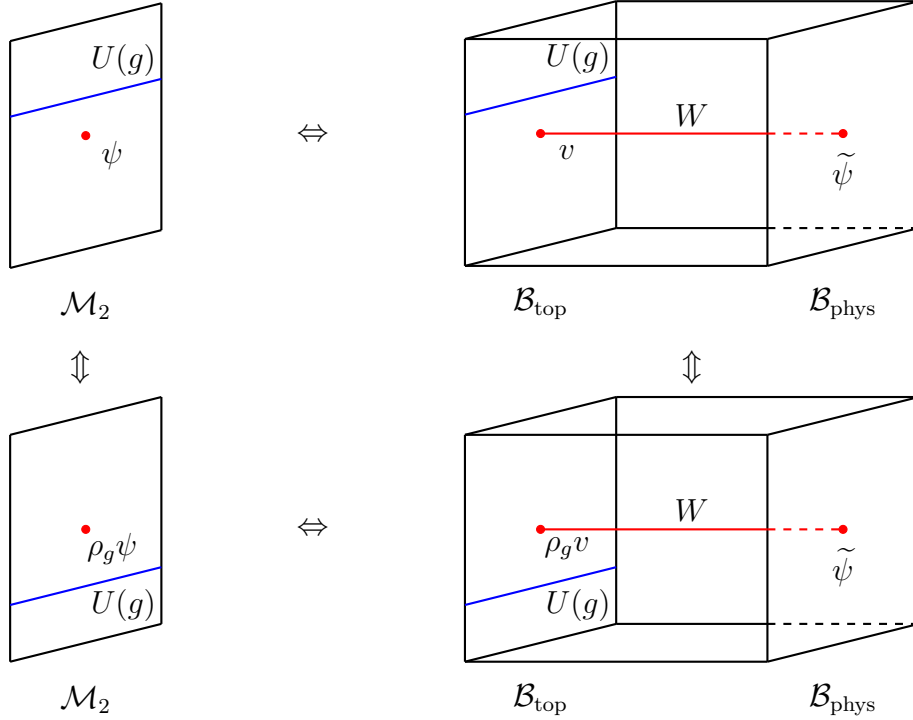 U(g) U(g)
ψ ⇔ v W ψ̃
ℳ₂ ℬ_top ℬ_phys
⇕ ⇕
ρ_gψ ⇔ ρ_gv W ψ̃
U(g) U(g)
ℳ₂ ℬ_top ℬ_phys